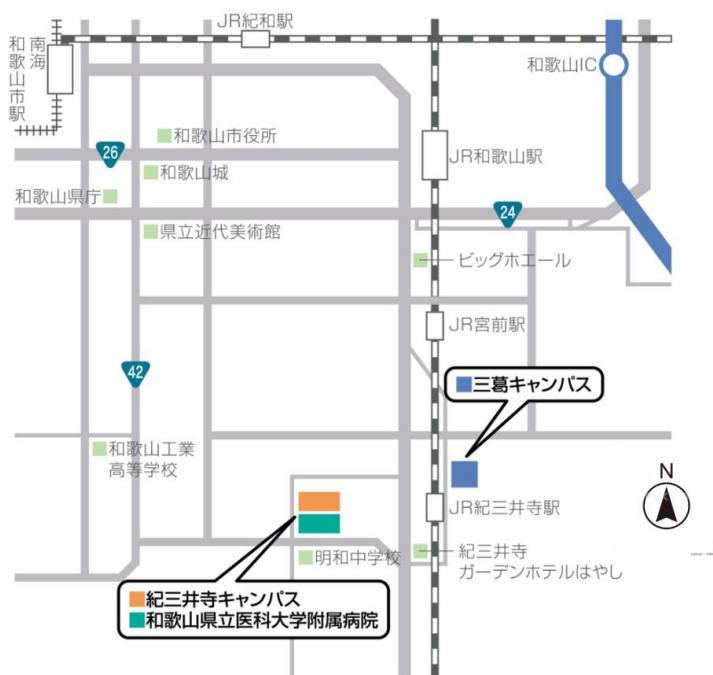 JR紀和駅
南海
和歌山市駅
和歌山IC
和歌山市役所
26
JR和歌山駅
和歌山城
和歌山県庁
24
県立近代美術館
ビッグホエール
JR宮前駅
42
三葛キャンパス
和歌山工業
高等学校
N
JR紀三井寺駅
明和中学校
紀三井寺
ガーデンホテルはやし
紀三井寺キャンパス
和歌山県立医科大学附属病院